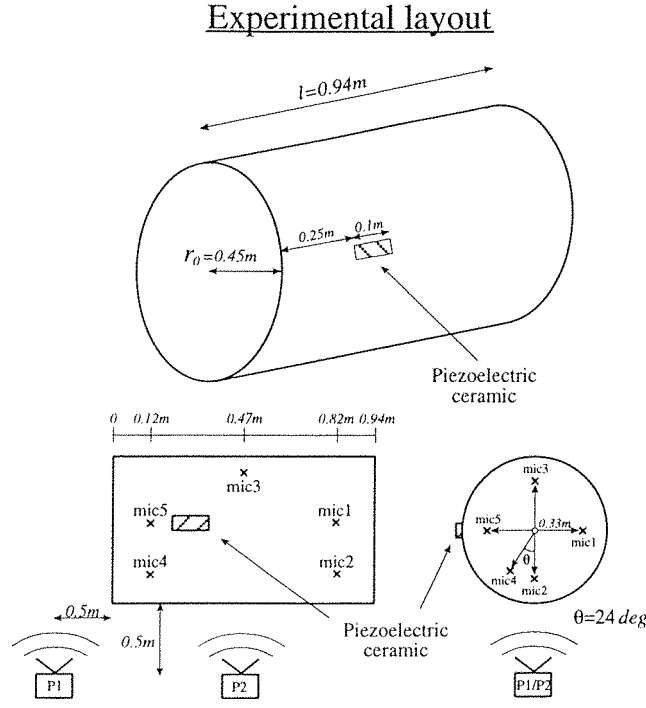 Experimental layout
l=0.94m
0.25m
0.1m
r₀=0.45m
Piezoelectric
ceramic
0 0.12m 0.47m 0.82m 0.94m
mic3
mic5
mic1
mic4
mic2
mic3
mic5
0.33m
mic1
θ
mic4
mic2
θ=24 deg
0.5m
0.5m
Piezoelectric
ceramic
P1
P2
P1/P2